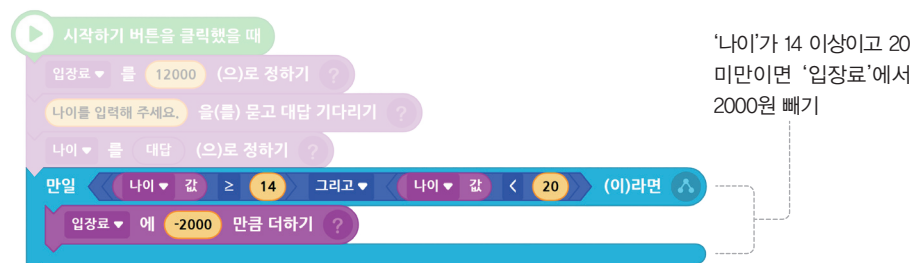 시작하기 버튼을 클릭했을 때
입장료 ▼ 를 12000 (으)로 정하기 ?
나이를 입력해 주세요. 을(를) 묻고 대답 기다리기 ?
나이 ▼ 를 대답 (으)로 정하기 ?
만일 나이 ▼ 값 ≥ 14 그리고 ▼ 나이 ▼ 값 < 20 (이)라면
입장료 ▼ 에 -2000 만큼 더하기 ?
‘나이’가 14 이상이고 20
미만이면 ‘입장료’에서
2000원 빼기